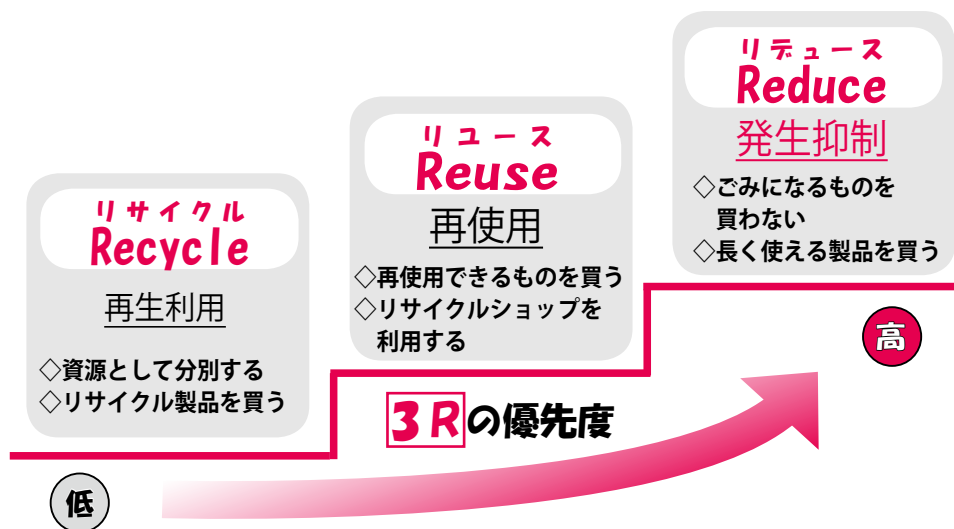 リサイクル
Recycle
再生利用
◇資源として分別する
◇リサイクル製品を買う
リユース
Reuse
再使用
◇再使用できるものを買う
◇リサイクルショップを
利用する
リデュース
Reduce
発生抑制
◇ごみになるものを
買わない
◇長く使える製品を買う
3Rの優先度
低
高